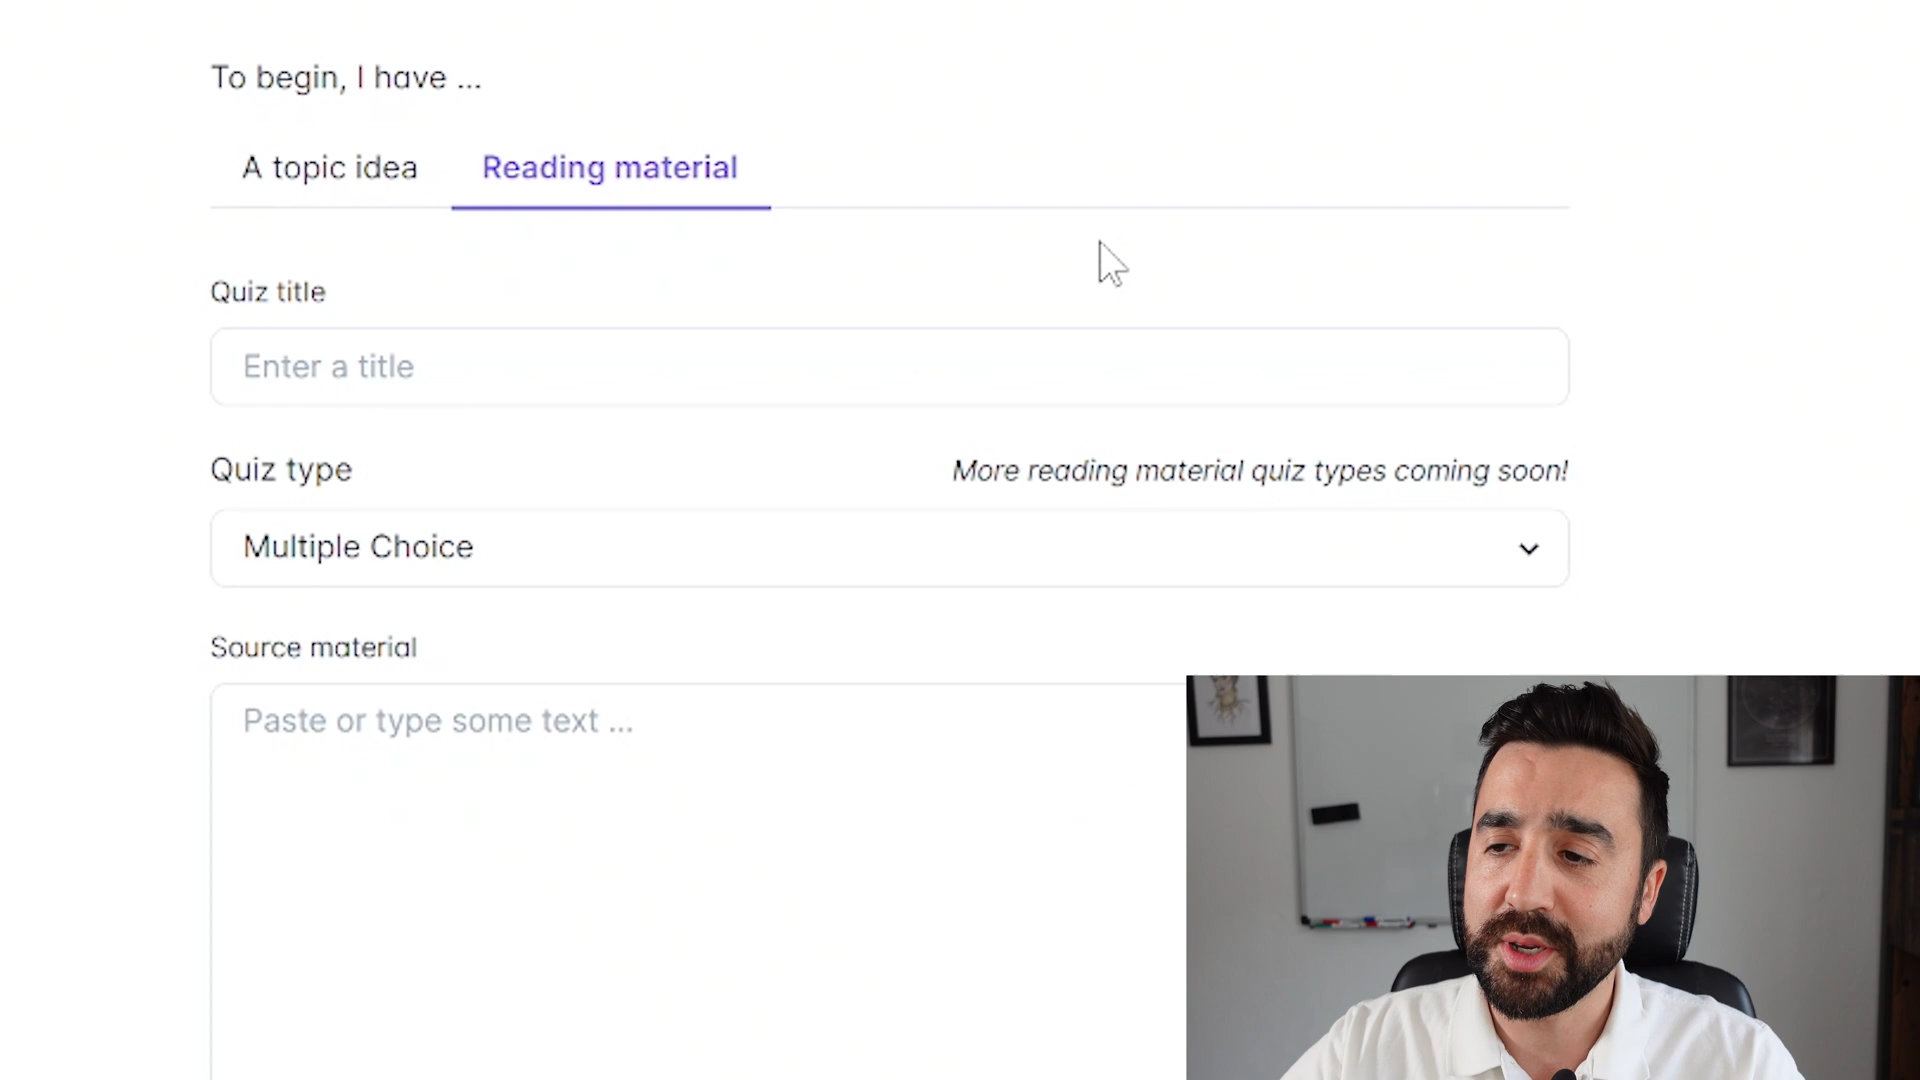 To begin, I have ...
A topic idea
Reading material
Quiz title
Enter a title
Quiz type
More reading material quiz types coming soon!
Multiple Choice
Source material
Paste or type some text ...